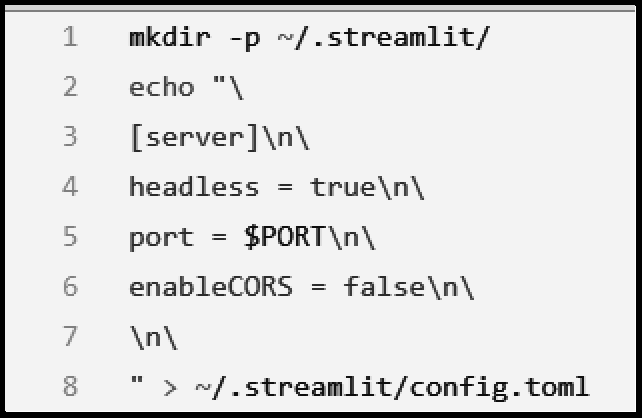 1 mkdir -p ~/.streamlit/
2 echo "\
3 [server]\n\
4 headless = true\n\
5 port = $PORT\n\
6 enableCORS = false\n\
7 \n\
8 " > ~/.streamlit/config.toml